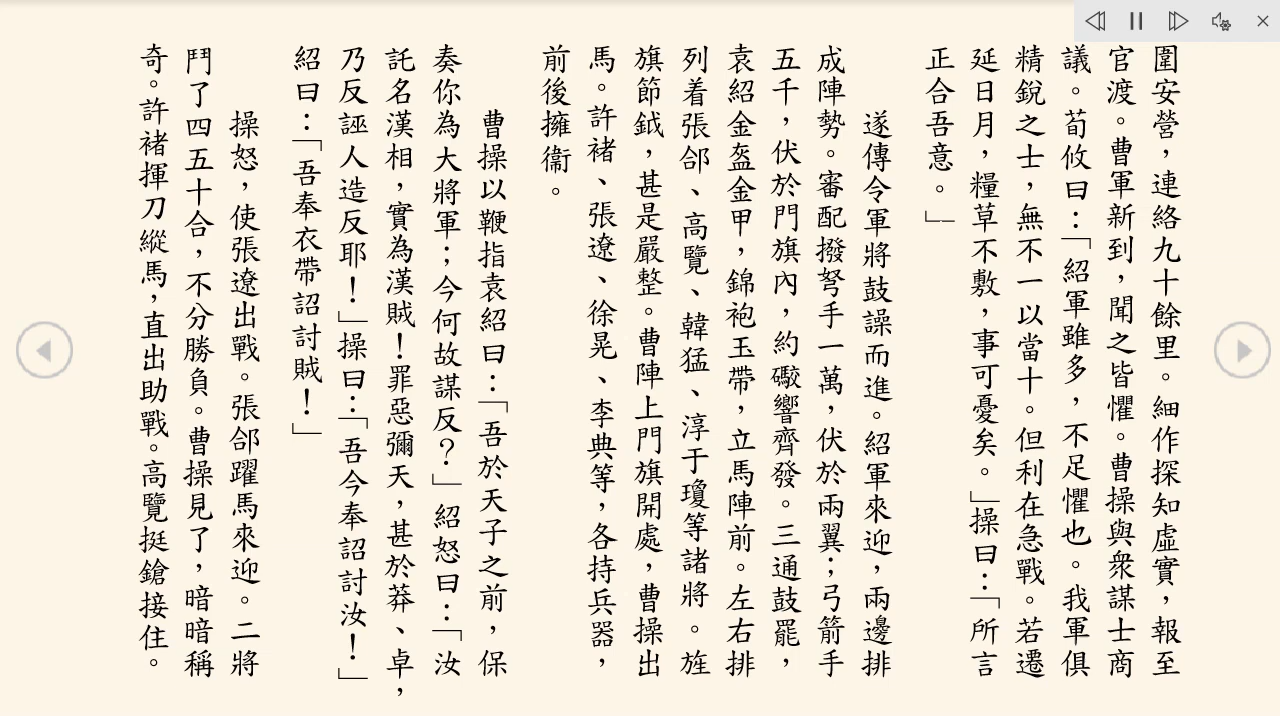 圍安營，連絡九十餘里。細作探知虛實，報至
官渡。曹軍新到，聞之皆懼。曹操與衆謀士商
議。荀攸曰：「紹軍雖多，不足懼也。我軍俱
精銳之士，無不一以當十。但利在急戰。若遷
延日月，糧草不敷，事可憂矣。」操曰：「所言
正合吾意。」
遂傳令軍將鼓譟而進。紹軍來迎，兩邊排
成陣勢。審配撥弩手一萬，伏於兩翼；弓箭手
五千，伏於門旗內，約礮響齊發。三通鼓罷，
袁紹金盔金甲，錦袍玉帶，立馬陣前。左右排
列着張郃、高覽、韓猛、淳于瓊等諸將。旌
旗節鉞，甚是嚴整。曹陣上門旗開處，曹操出
馬。許褚、張遼、徐晃、李典等，各持兵器，
前後擁衞。
曹操以鞭指袁紹曰：「吾於天子之前，保
奏你為大將軍；今何故謀反？」紹怒曰：「汝
託名漢相，實為漢賊！罪惡彌天，甚於莽、卓，
乃反誣人造反耶！」操曰：「吾今奉詔討汝！」
紹曰：「吾奉衣帶詔討賊！」
操怒，使張遼出戰。張郃躍馬來迎。二將
鬥了四五十合，不分勝負。曹操見了，暗暗稱
奇。許褚揮刀縱馬，直出助戰。高覽挺鎗接住。